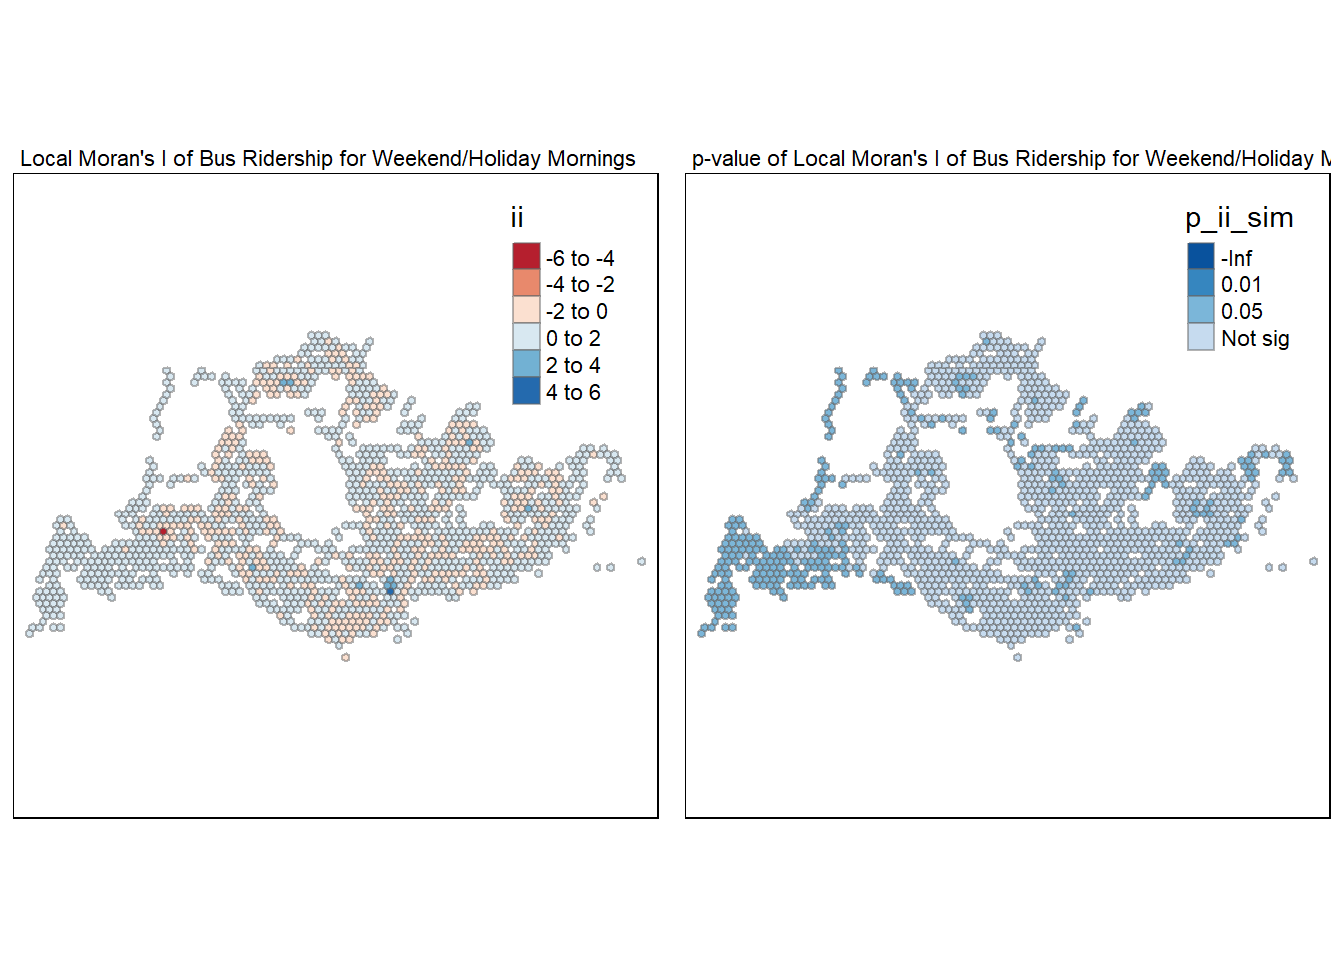 Local Moran's I of Bus Ridership for Weekend/Holiday Mornings
ii
-6 to -4
-4 to -2
-2 to 0
0 to 2
2 to 4
4 to 6
p-value of Local Moran's I of Bus Ridership for Weekend/Holiday M
p_ii_sim
-Inf
0.01
0.05
Not sig